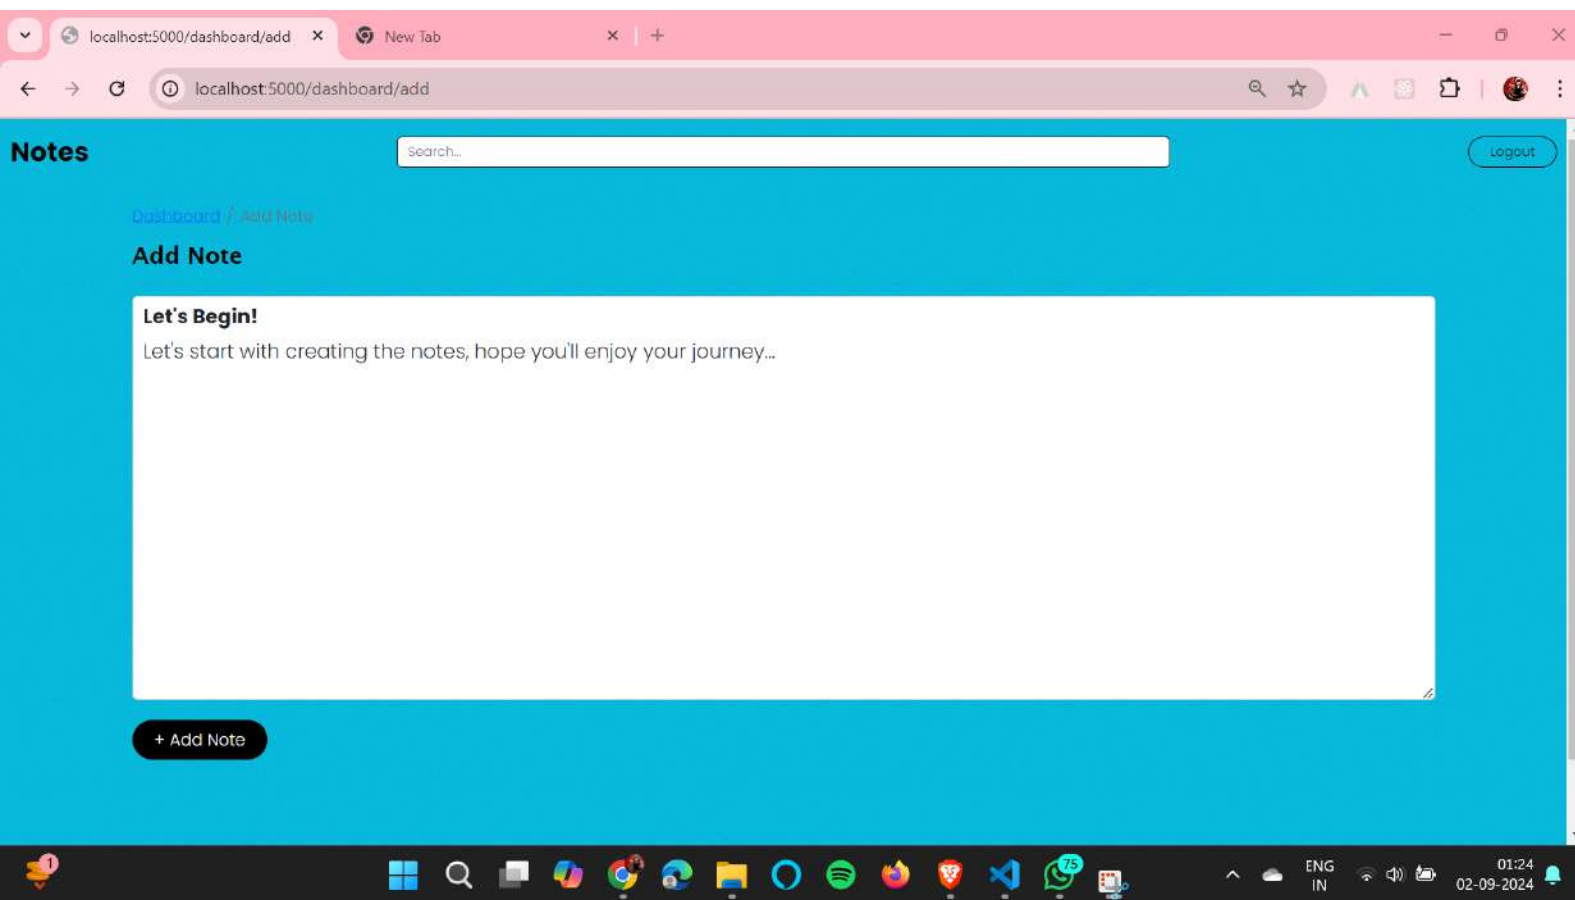 localhost:5000/dashboard/add
New Tab
localhost:5000/dashboard/add
Notes
Search...
Logout
Dashboard / Add Note
Add Note
Let's Begin!
Let's start with creating the notes, hope you'll enjoy your journey...
+ Add Note
1
75
ENG
IN
01:24
02-09-2024